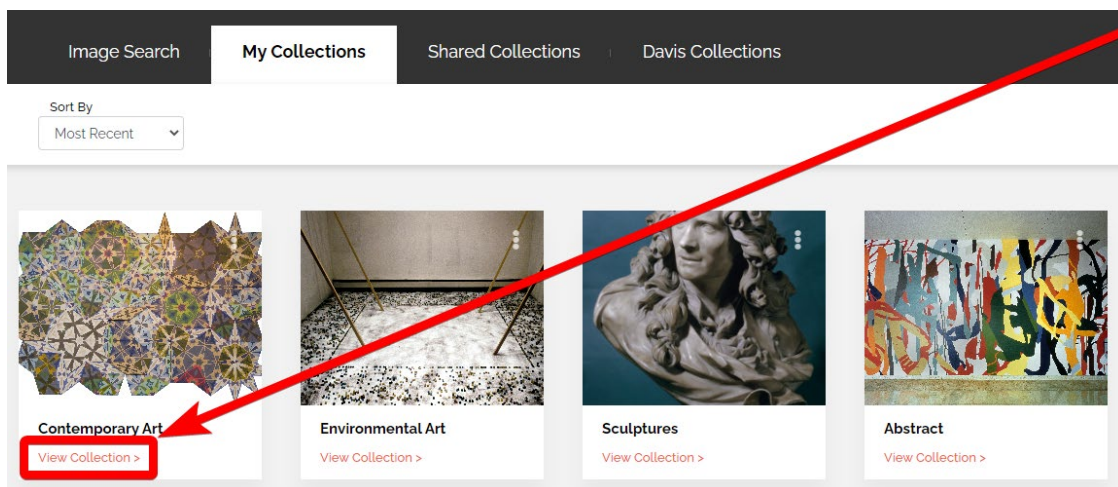 Image Search
My Collections
Shared Collections
Davis Collections
Sort By
Most Recent
Contemporary Art
Environmental Art
Sculptures
Abstract
View Collection >
View Collection >
View Collection >
View Collection >